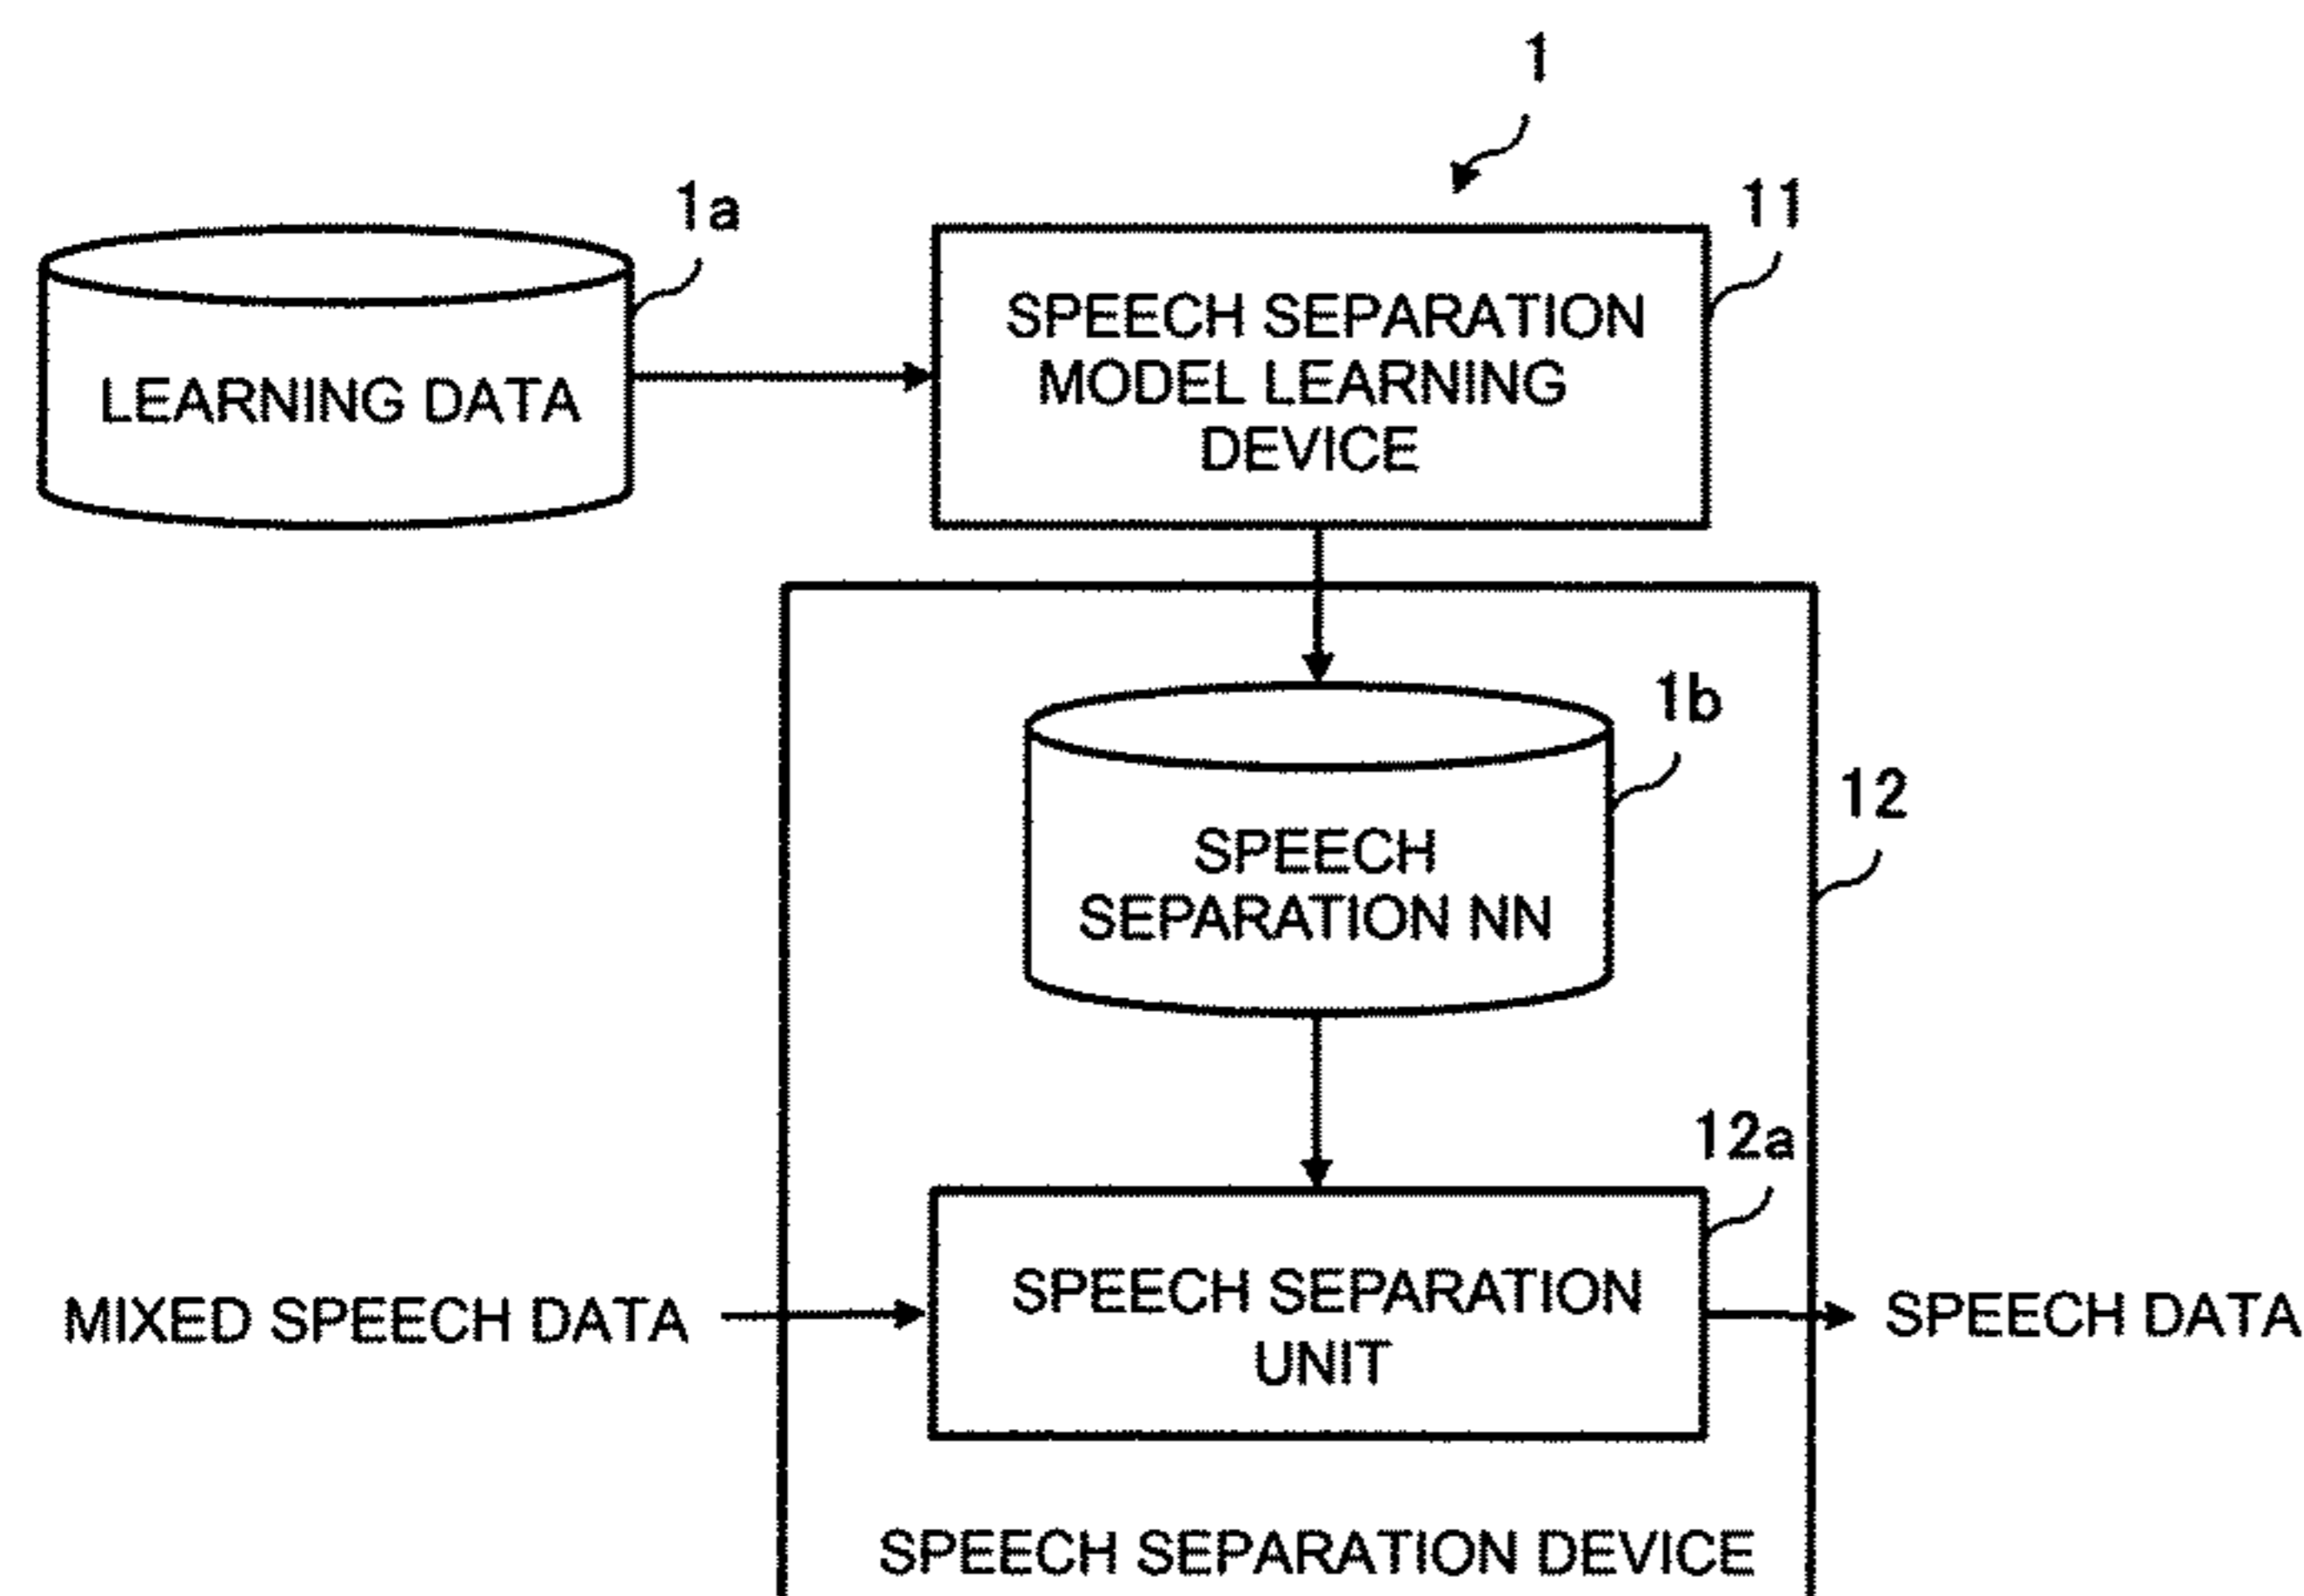 1
1a
11
LEARNING DATA
SPEECH SEPARATION
MODEL LEARNING
DEVICE
1b
12
SPEECH
SEPARATION NN
12a
MIXED SPEECH DATA
SPEECH SEPARATION
UNIT
SPEECH DATA
SPEECH SEPARATION DEVICE